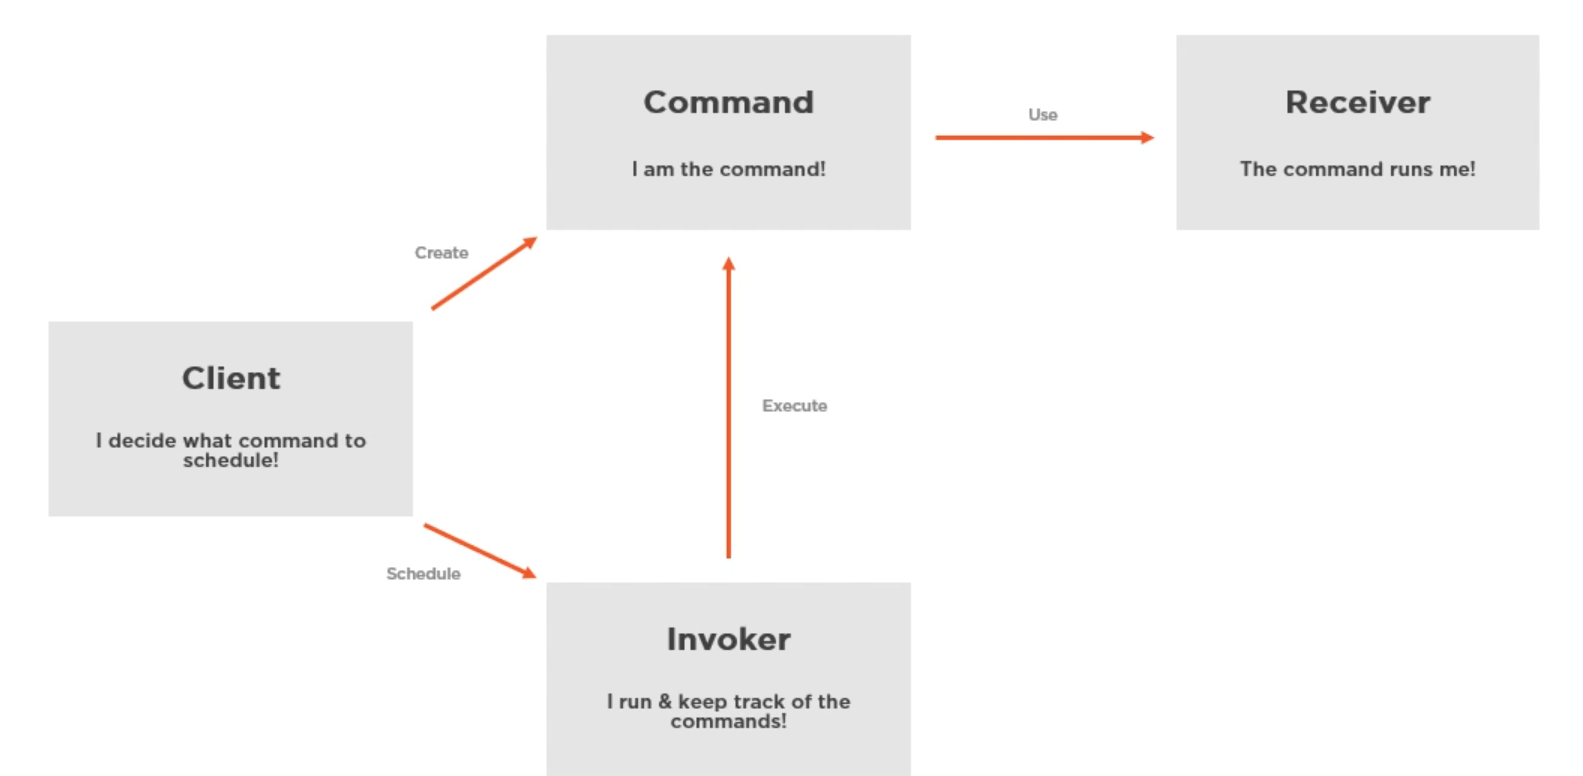 Command
I am the command!
Use
Receiver
The command runs me!
Create
Client
I decide what command to
schedule!
Execute
Schedule
Invoker
I run & keep track of the
commands!